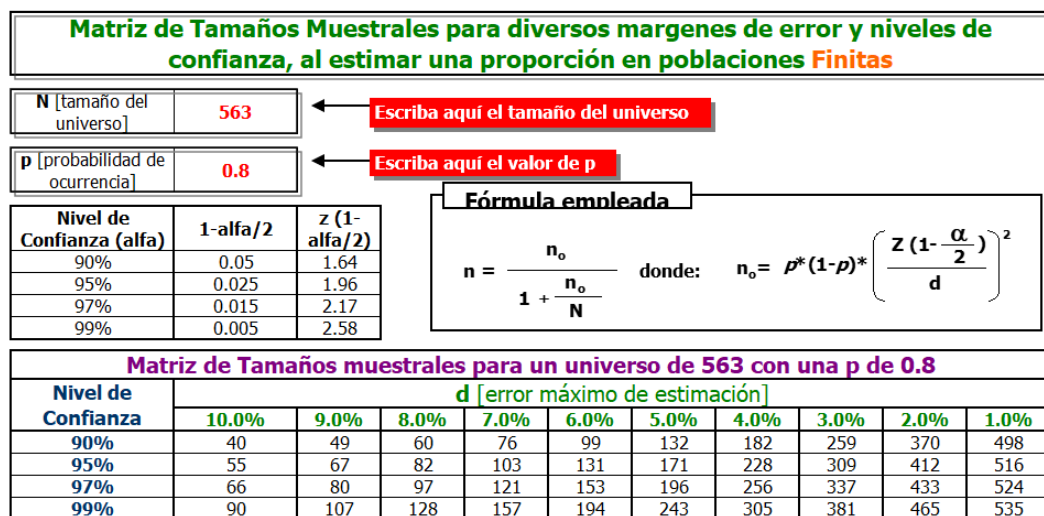 Matriz de Tamaños Muestrales para diversos margenes de error y niveles de
confianza, al estimar una proporción en poblaciones Finitas
N [tamaño del
universo]
563
Escriba aquí el tamaño del universo
p [probabilidad de
ocurrencia]
0.8
Escriba aquí el valor de p
Nivel de
Confianza (alfa)
1-alfa/2
z (1-
alfa/2)
90% 0.05 1.64
95% 0.025 1.96
97% 0.015 2.17
99% 0.005 2.58
Fórmula empleada
n = n₀ / (1 + n₀ / N) donde: n₀= p*(1-p)* ( Z (1- α / 2 ) / d )²
Matriz de Tamaños muestrales para un universo de 563 con una p de 0.8
Nivel de
Confianza
d [error máximo de estimación]
10.0% 9.0% 8.0% 7.0% 6.0% 5.0% 4.0% 3.0% 2.0% 1.0%
90% 40 49 60 76 99 132 182 259 370 498
95% 55 67 82 103 131 171 228 309 412 516
97% 66 80 97 121 153 196 256 337 433 524
99% 90 107 128 157 194 243 305 381 465 535